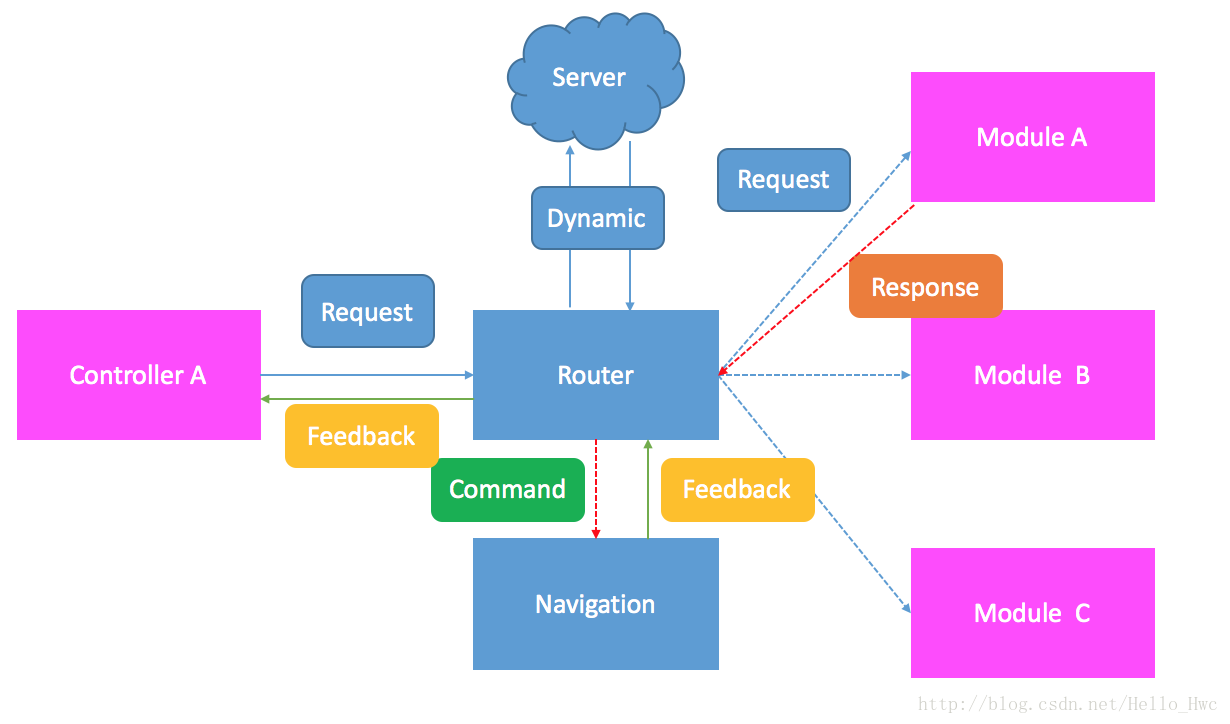 Server
Module A
Request
Dynamic
Response
Request
Controller A
Router
Module B
Feedback
Command
Feedback
Navigation
Module C
http://blog.csdn.net/Hello_Hwc